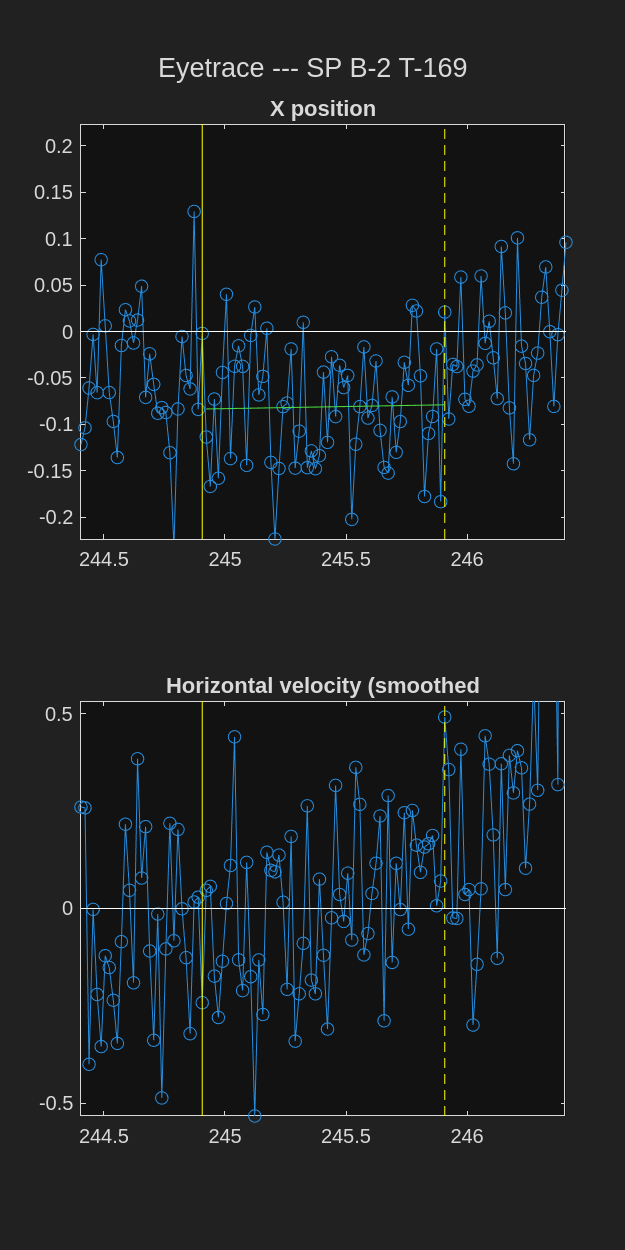 Eyetrace --- SP B-2 T-169
X position
0.2
0.15
0.1
0.05
0
-0.05
-0.1
-0.15
-0.2
244.5 245 245.5 246
Horizontal velocity (smoothed
0.5
0
-0.5
244.5 245 245.5 246